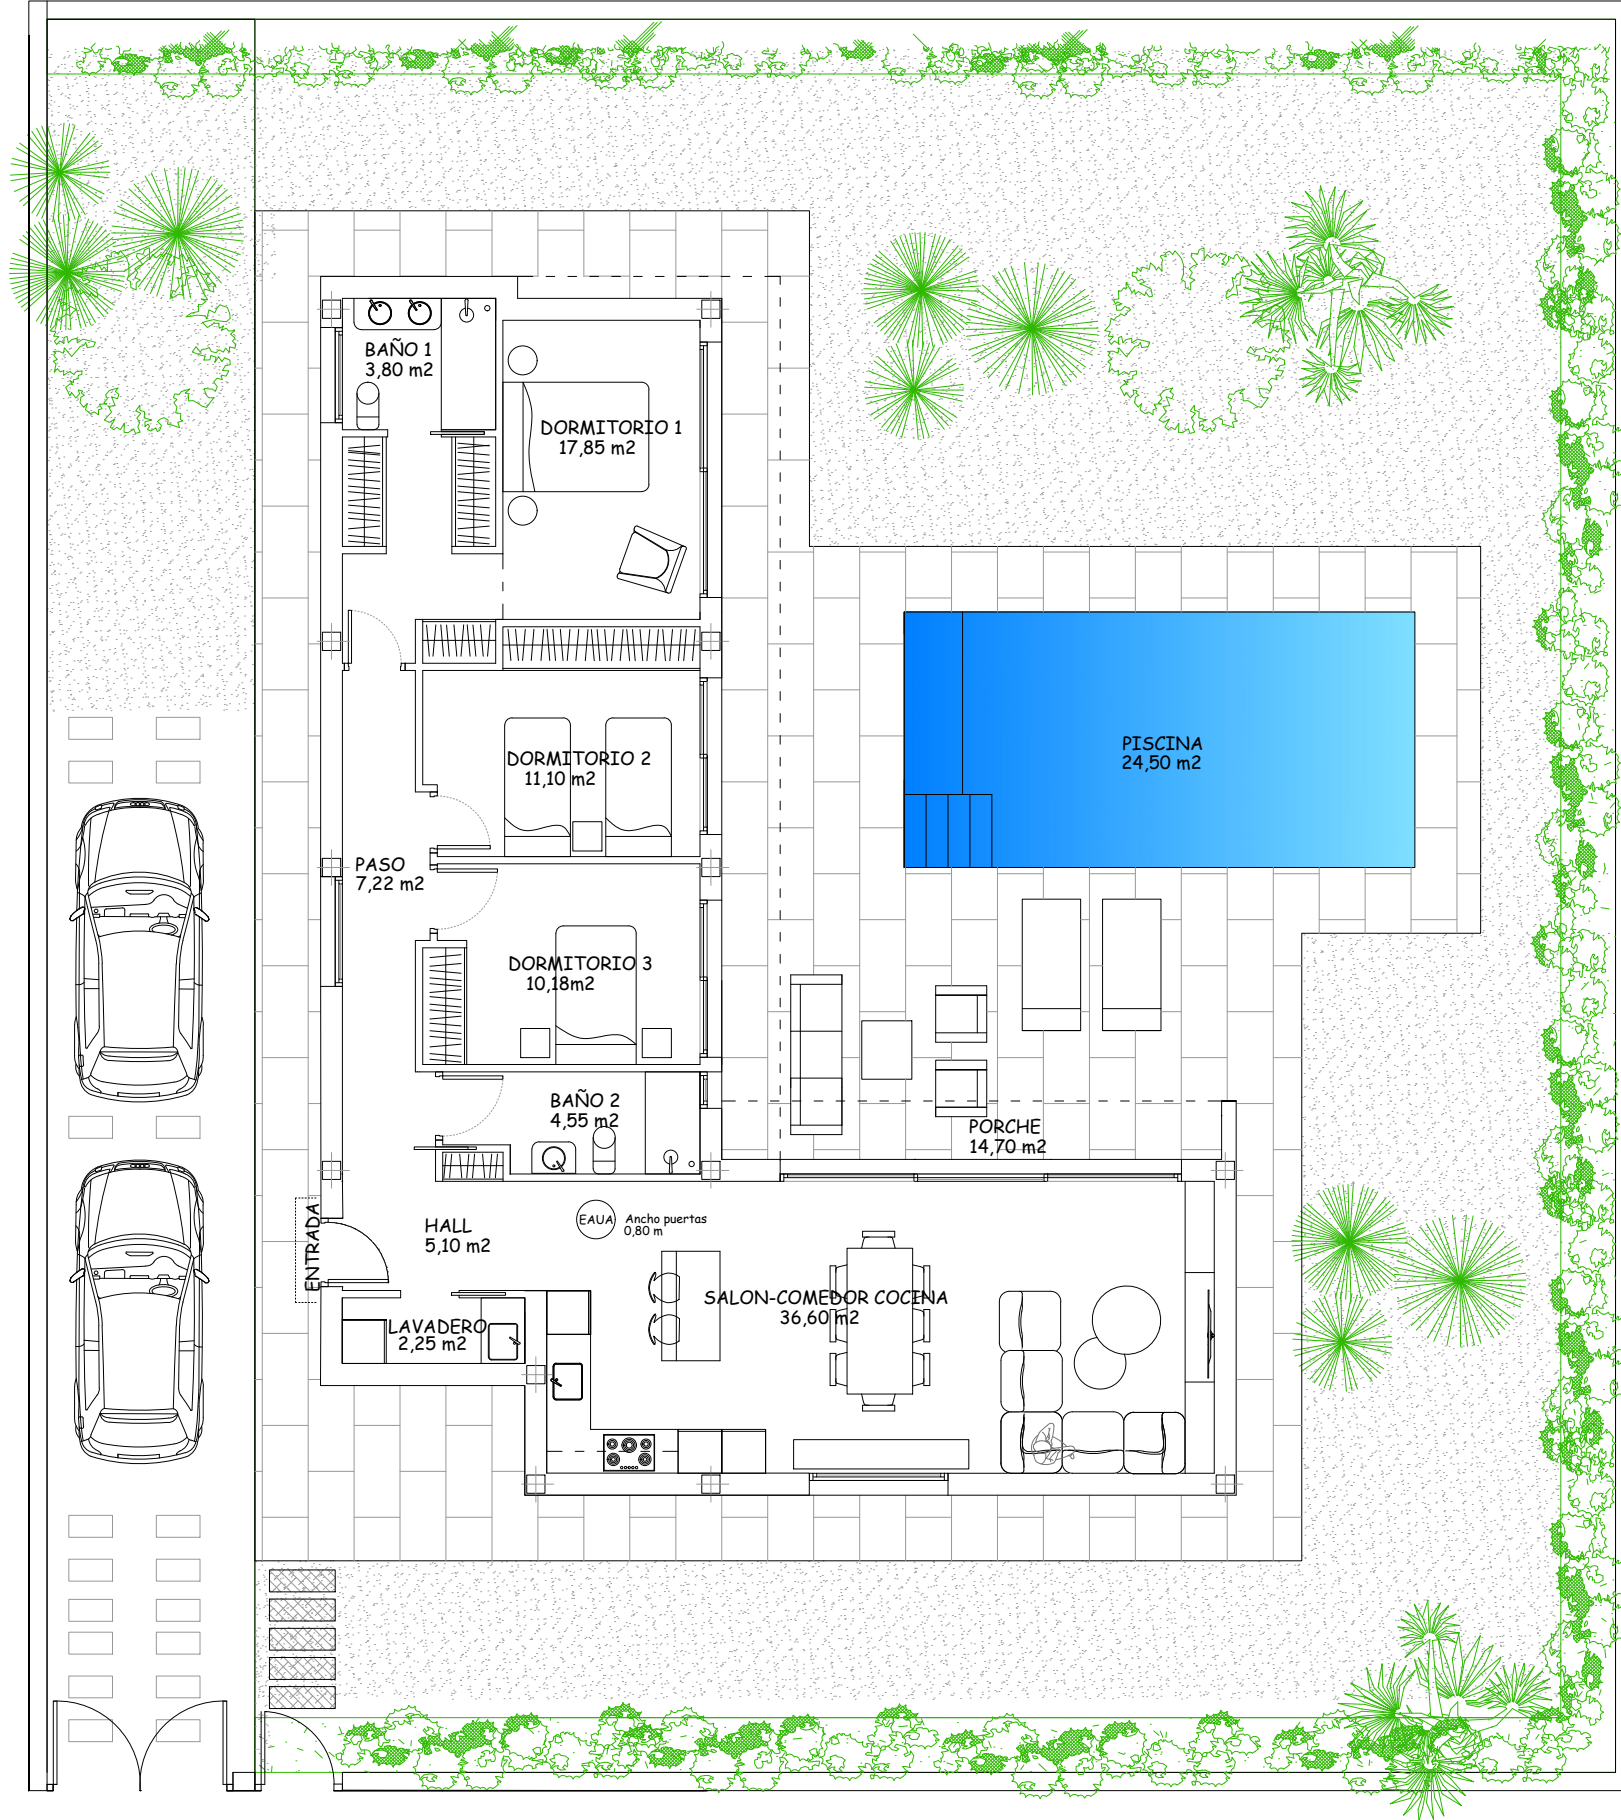 BAÑO 1
3,80 m2
DORMITORIO 1
17,85 m2
DORMITORIO 2
11,10 m2
PISCINA
24,50 m2
PASO
7,22 m2
DORMITORIO 3
10,18m2
BAÑO 2
4,55 m2
PORCHE
14,70 m2
ENTRADA
HALL
5,10 m2
EAUA
Ancho puertas
0,80 m
SALON-COMEDOR COCINA
36,60 m2
LAVADERO
2,25 m2